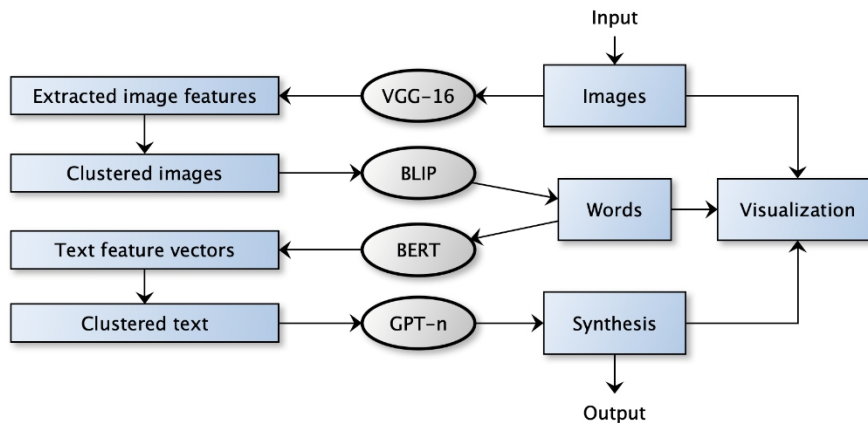 Input
Extracted image features
VGG-16
Images
Clustered images
BLIP
Words
Visualization
Text feature vectors
BERT
Clustered text
GPT-n
Synthesis
Output